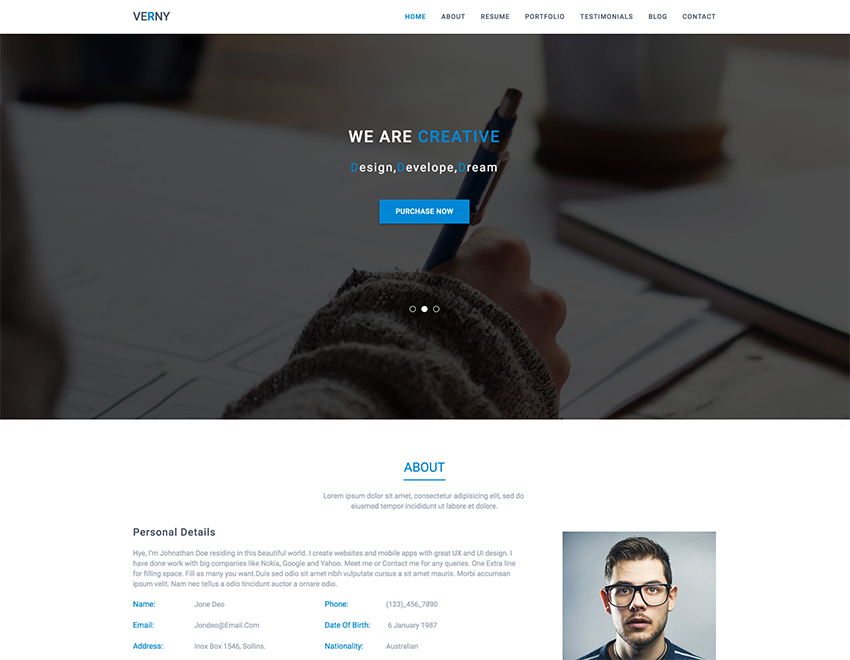 VERNY
HOME ABOUT RESUME PORTFOLIO TESTIMONIALS BLOG CONTACT
WE ARE CREATIVE
Design,Develope,Dream
PURCHASE NOW
ABOUT
Lorem ipsum dolor sit amet, consectetur adipisicing elit, sed do
eiusmod tempor incididunt ut labore et dolore.
Personal Details
Hye, I'm Johnathan Doe residing in this beautiful world. I create websites and mobile apps with great UX and UI design. I
have done work with big companies like Nokia, Google and Yahoo. Meet me or Contact me for any queries. One Extra line
for filling space. Fill as many you want.Duis sed odio sit amet nibh vulputate cursus a sit amet mauris. Morbi accumsan
ipsum velit. Nam nec tellus a odio tincidunt auctor a ornare odio.
Name: Jone Deo Phone: (123)_456_7890
Email: Jondeo@Email.Com Date Of Birth: 6 January 1987
Address: Inox Box 1546, Sollins. Nationality: Australian